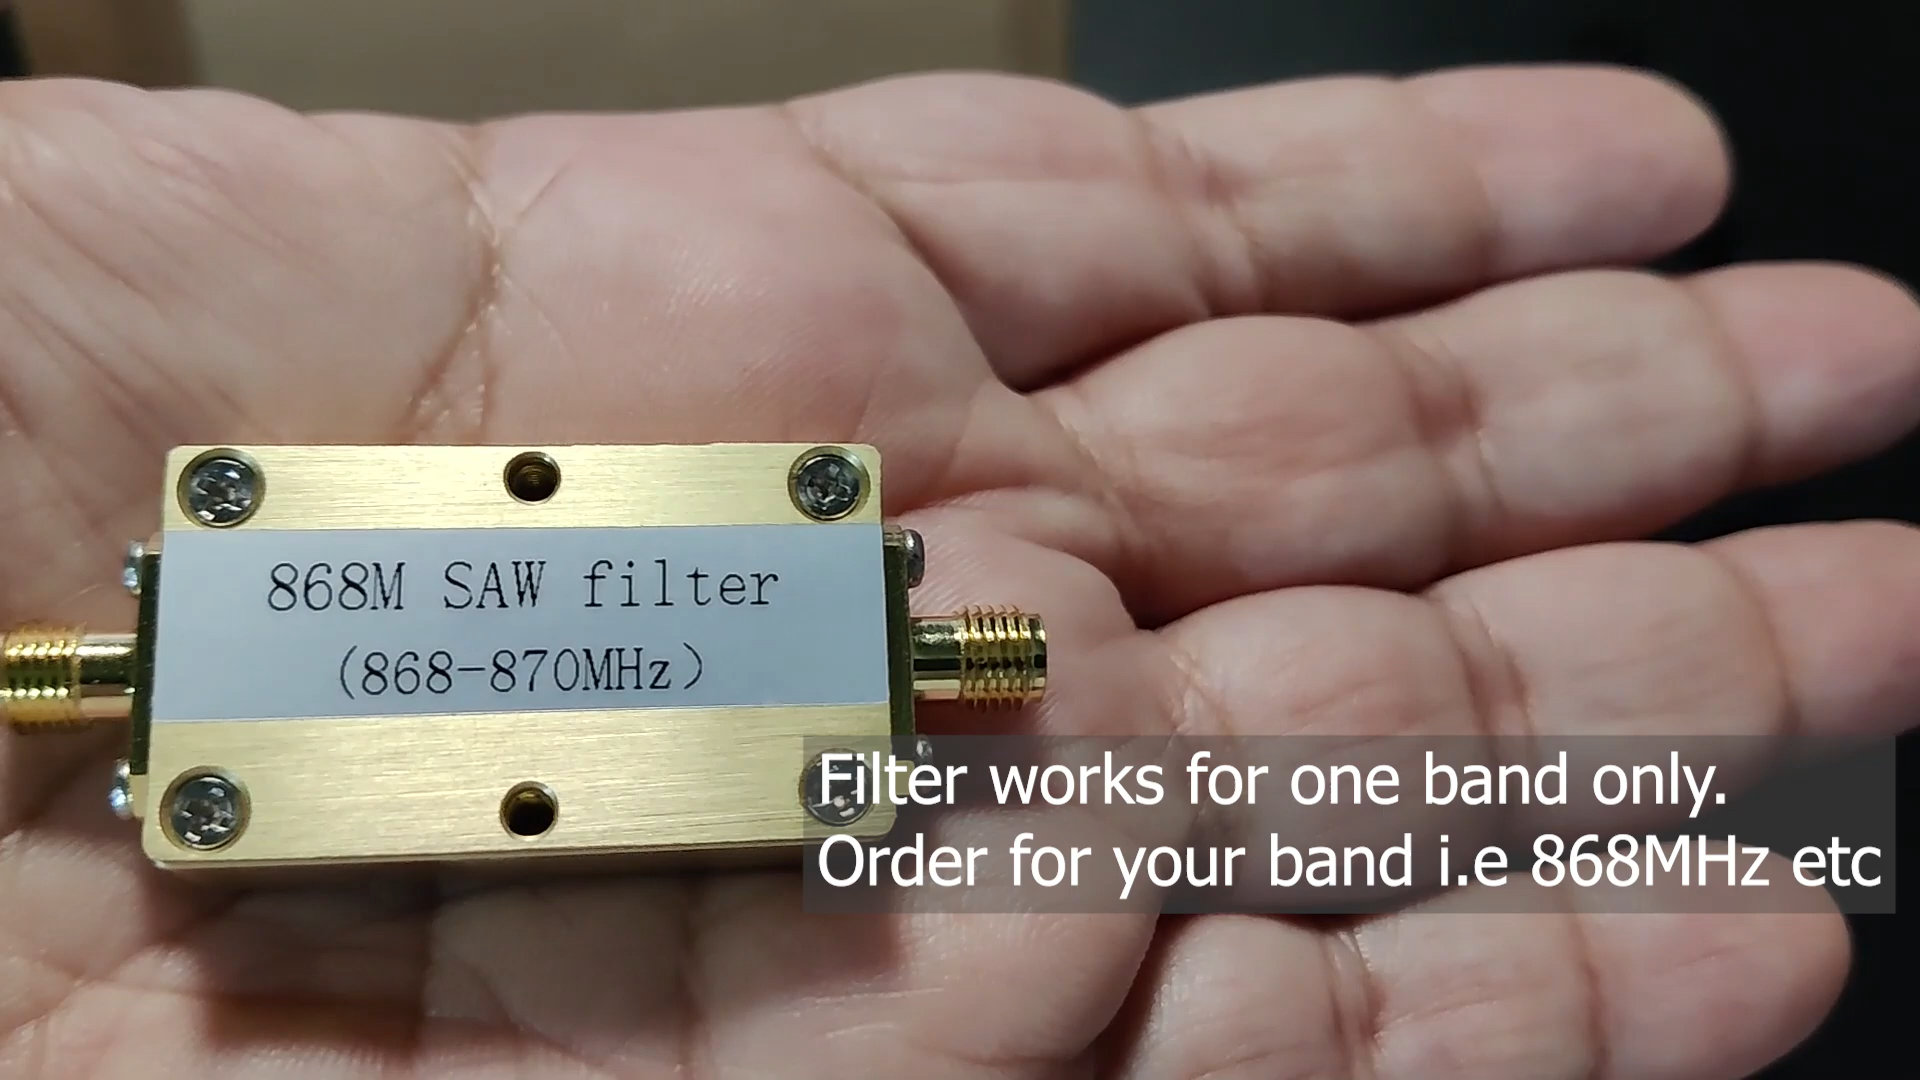 868M SAW filter
(868-870MHz)
Filter works for one band only.
Order for your band i.e 868MHz etc